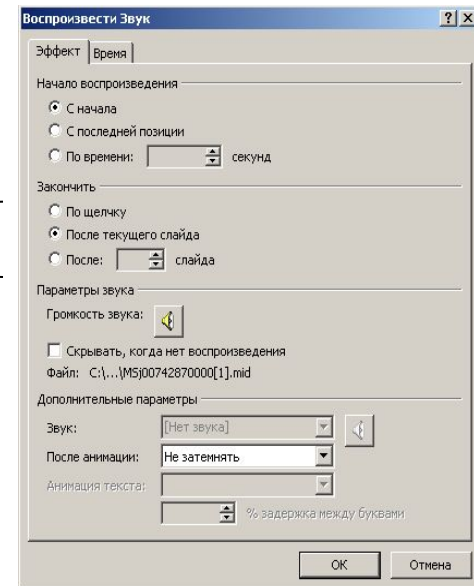 Воспроизвести Звук
Эффект Время
Начало воспроизведения
С начала
С последней позиции
По времени: секунд
Закончить
По щелчку
После текущего слайда
После: слайда
Параметры звука
Громкость звука:
Скрывать, когда нет воспроизведения
Файл: C:\...\MSj00742870000[1].mid
Дополнительные параметры
Звук: [Нет звука]
После анимации: Не затемнять
Анимация текста:
% задержка между буквами
ОК Отмена